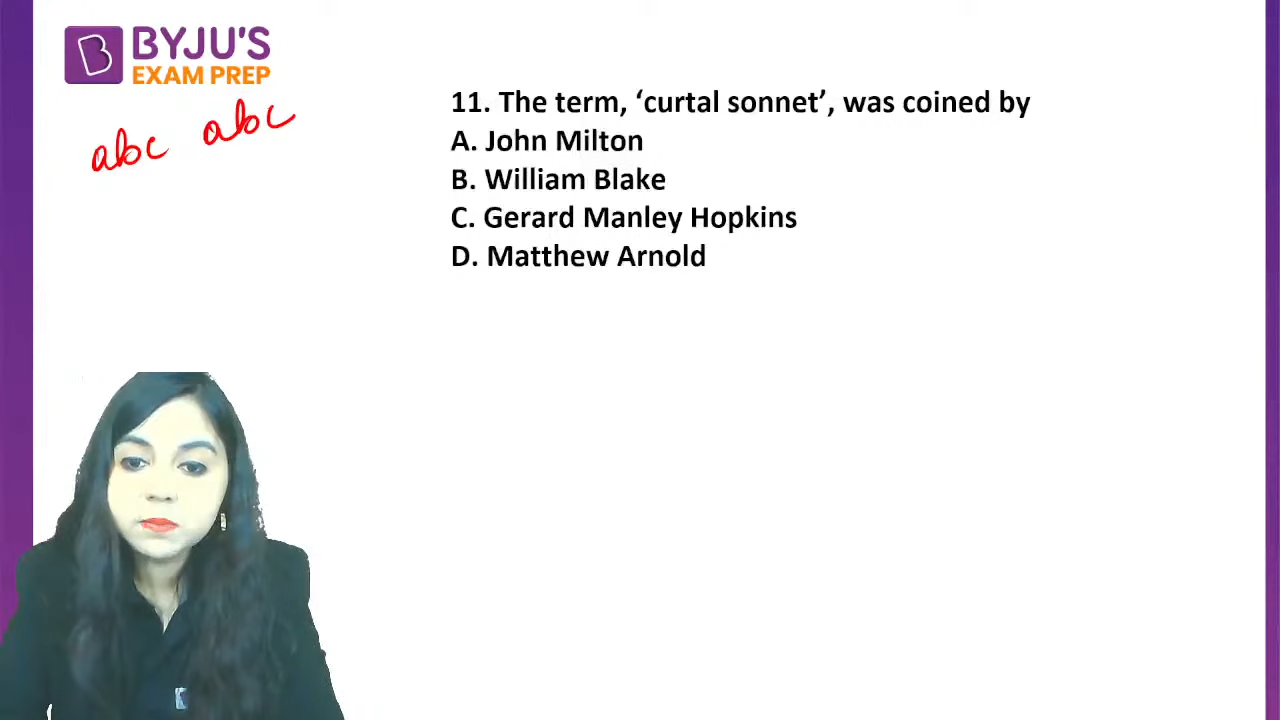 BYJU'S
EXAM PREP
abc abc
11. The term, ‘curtal sonnet’, was coined by
A. John Milton
B. William Blake
C. Gerard Manley Hopkins
D. Matthew Arnold